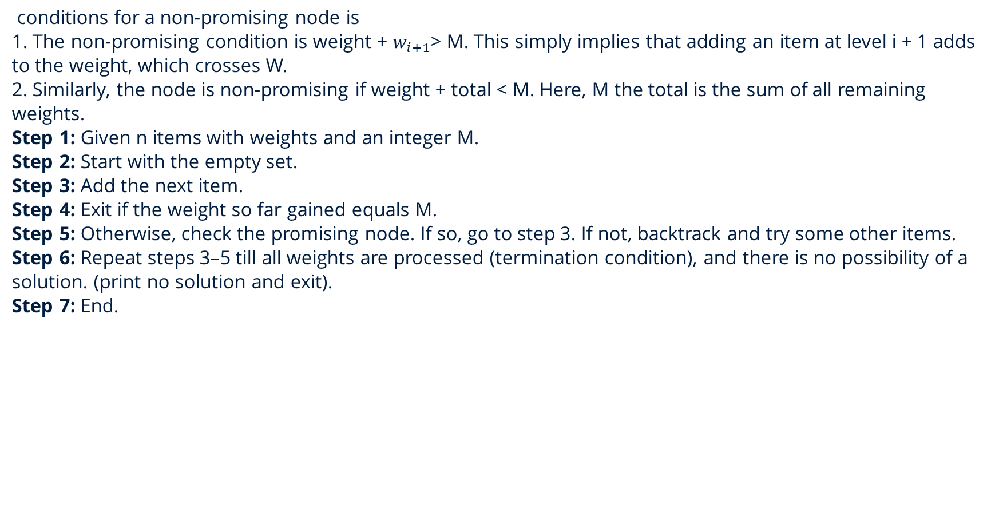 conditions for a non-promising node is
1. The non-promising condition is weight + 𝑤𝑖+1> M. This simply implies that adding an item at level i + 1 adds
to the weight, which crosses W.
2. Similarly, the node is non-promising if weight + total < M. Here, M the total is the sum of all remaining
weights.
Step 1: Given n items with weights and an integer M.
Step 2: Start with the empty set.
Step 3: Add the next item.
Step 4: Exit if the weight so far gained equals M.
Step 5: Otherwise, check the promising node. If so, go to step 3. If not, backtrack and try some other items.
Step 6: Repeat steps 3–5 till all weights are processed (termination condition), and there is no possibility of a
solution. (print no solution and exit).
Step 7: End.